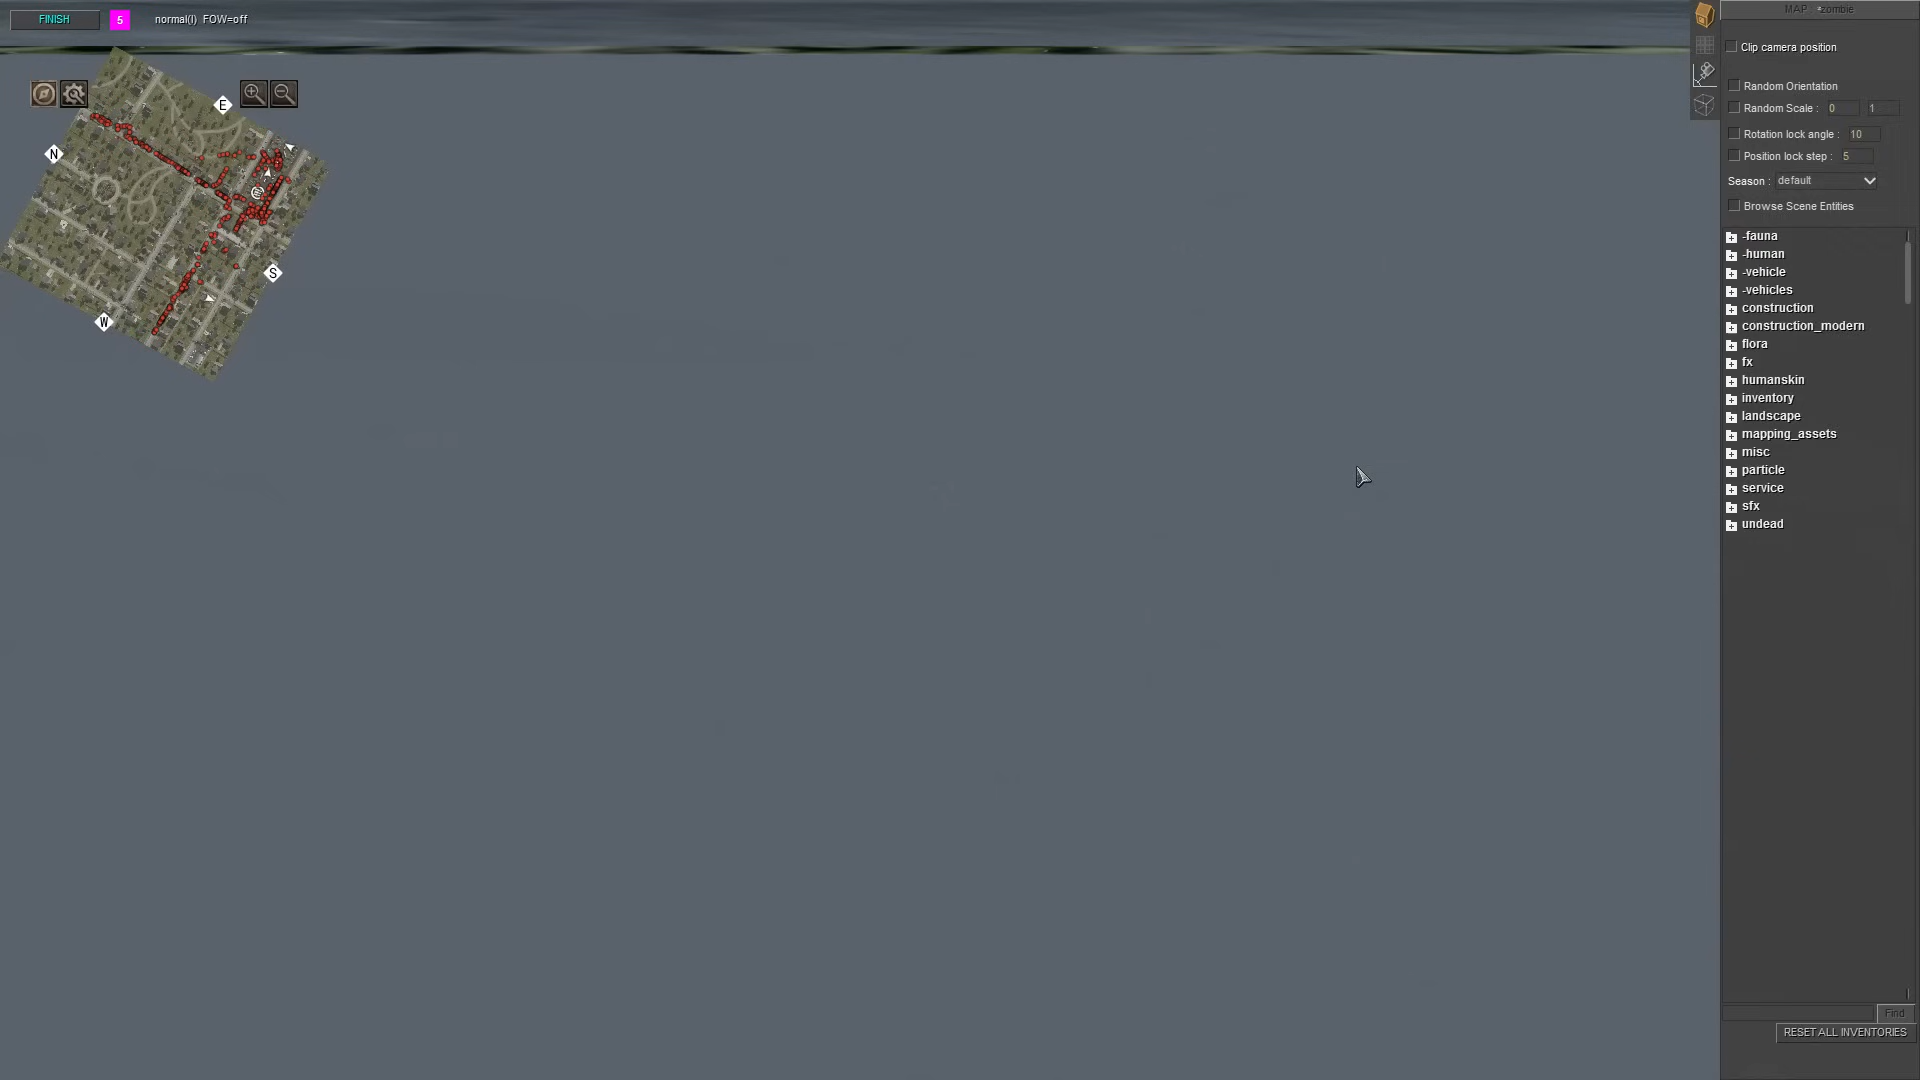 FINISH
5
normal(I) FOW=off
E
N
S
W
MAP : *zombie
Clip camera position
Random Orientation
Random Scale : 0 1
Rotation lock angle : 10
Position lock step : 5
Season : default
Browse Scene Entities
-fauna
-human
-vehicle
-vehicles
construction
construction_modern
flora
fx
humanskin
inventory
landscape
mapping_assets
misc
particle
service
sfx
undead
Find
RESET ALL INVENTORIES